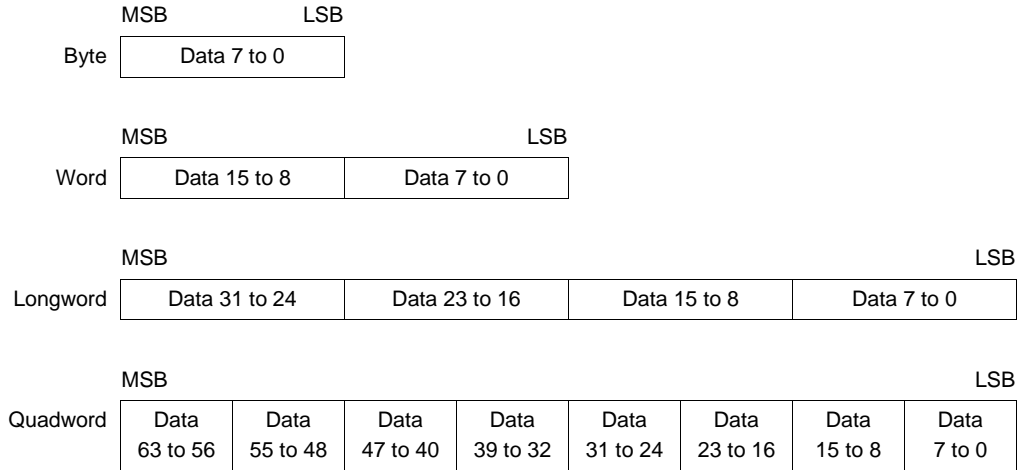 MSB LSB
Byte Data 7 to 0
MSB LSB
Word Data 15 to 8 Data 7 to 0
MSB LSB
Longword Data 31 to 24 Data 23 to 16 Data 15 to 8 Data 7 to 0
MSB LSB
Quadword Data Data Data Data Data Data Data Data
63 to 56 55 to 48 47 to 40 39 to 32 31 to 24 23 to 16 15 to 8 7 to 0